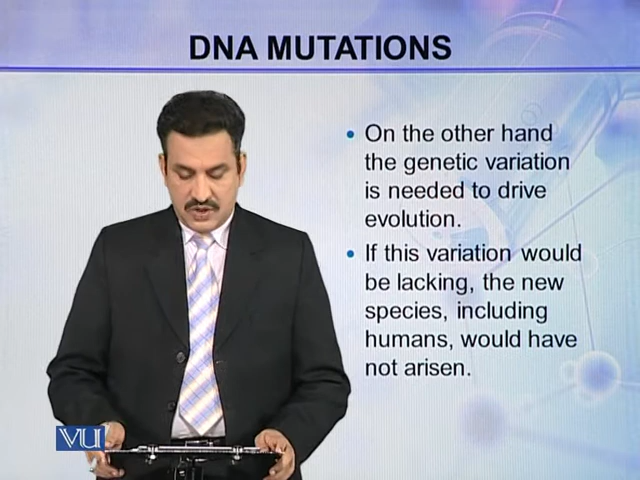 DNA MUTATIONS
• On the other hand
the genetic variation
is needed to drive
evolution.
• If this variation would
be lacking, the new
species, including
humans, would have
not arisen.
VU